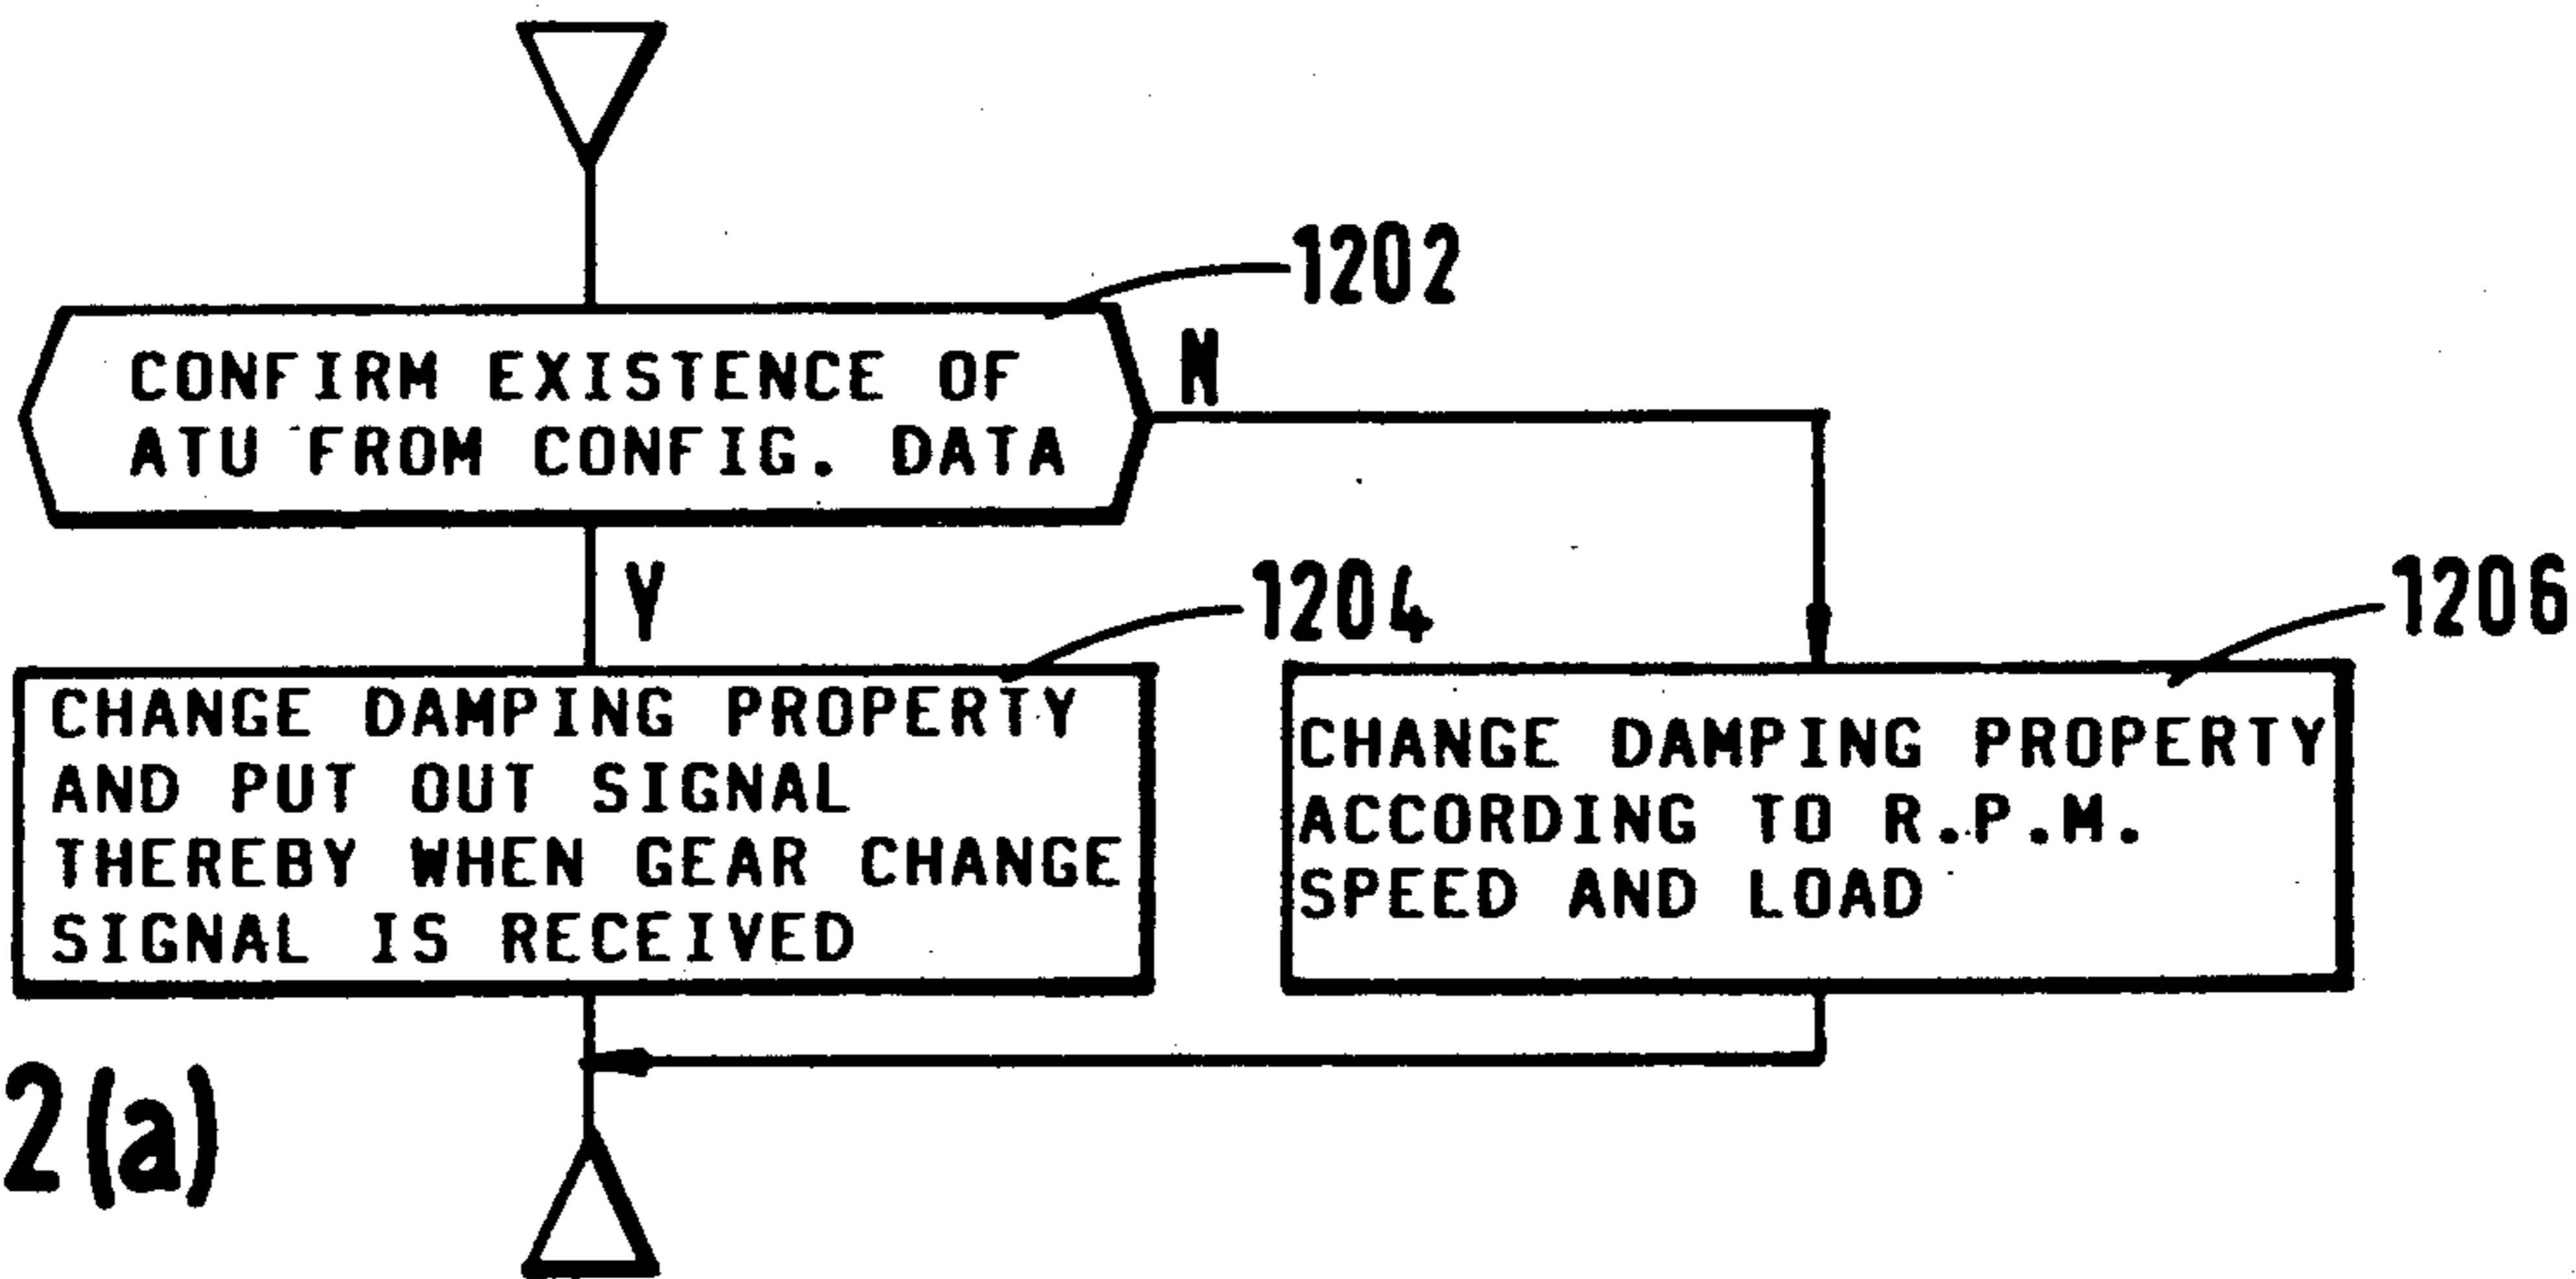 1202
CONFIRM EXISTENCE OF
ATU FROM CONFIG. DATA
N
Y
1204
1206
CHANGE DAMPING PROPERTY
AND PUT OUT SIGNAL
THEREBY WHEN GEAR CHANGE
SIGNAL IS RECEIVED
CHANGE DAMPING PROPERTY
ACCORDING TO R.P.M.
SPEED AND LOAD
2(a)